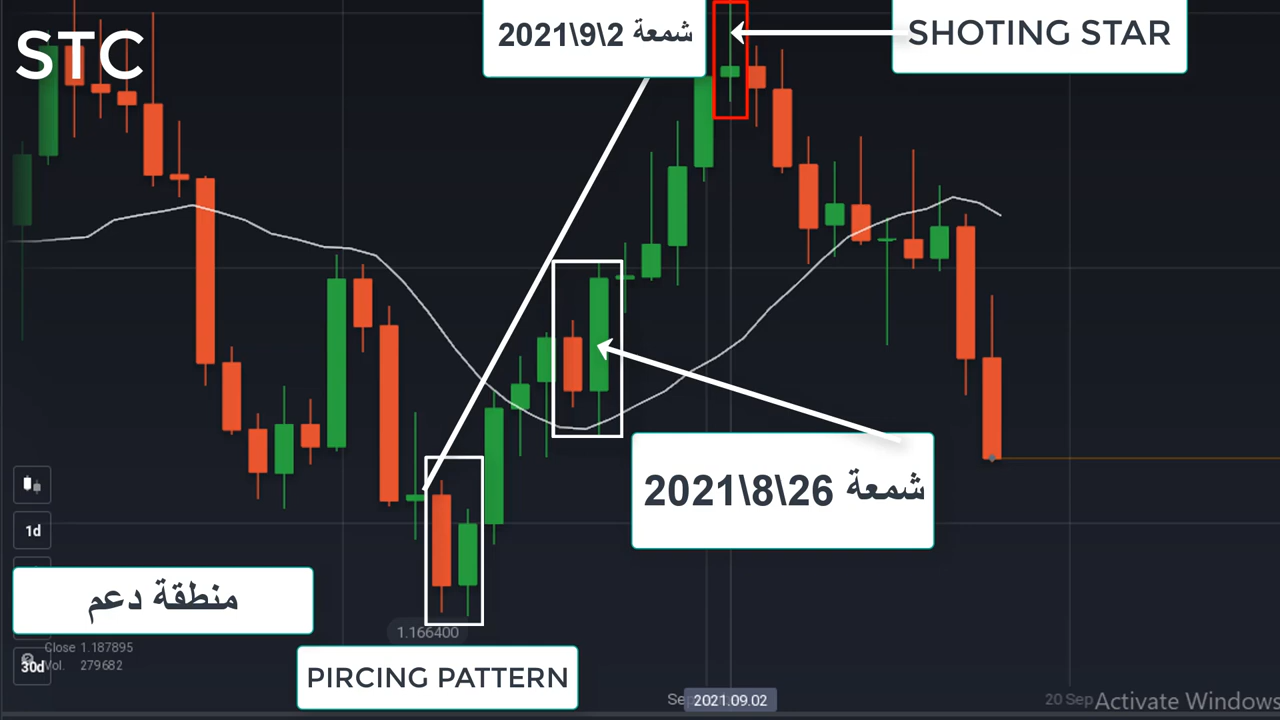 STC
شمعة 2\9\2021
SHOTING STAR
شمعة 26\8\2021
1d
منطقة دعم
1.166400
Close 1.187895
Vol. 279682
30d
PIRCING PATTERN
2021.09.02
20 Sep
Activate Windows